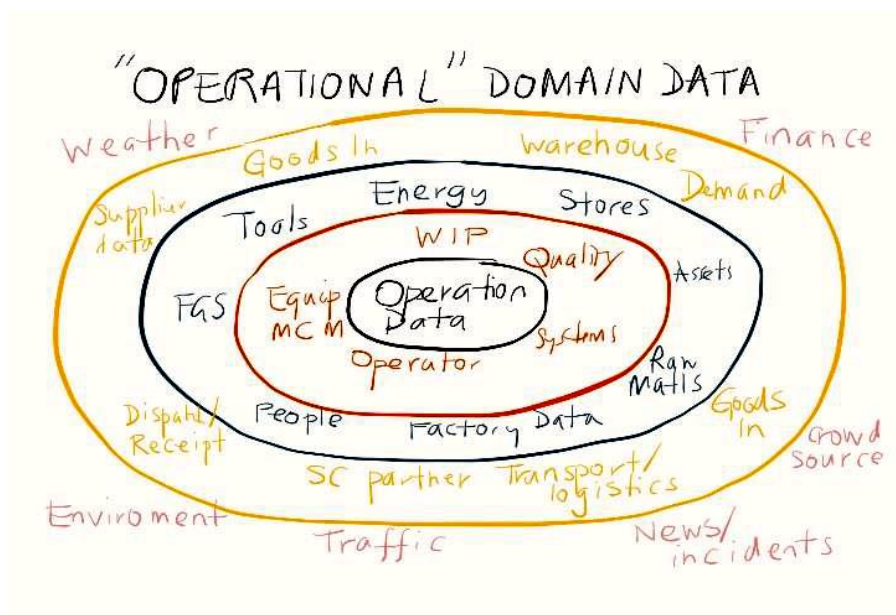 "OPERATIONAL" DOMAIN DATA
Weather
Finance
Goods In
Warehouse
Demand
Supplier
data
Energy
Stores
Tools
WIP
Quality
Assets
FGS
Equip
MCM
Operation
Data
Systems
Operator
Raw
Matls
People
Factory Data
Goods
In
Dispaht/
Receipt
Crowd
Source
SC partner
Transport/
logistics
Enviroment
Traffic
News/
incidents